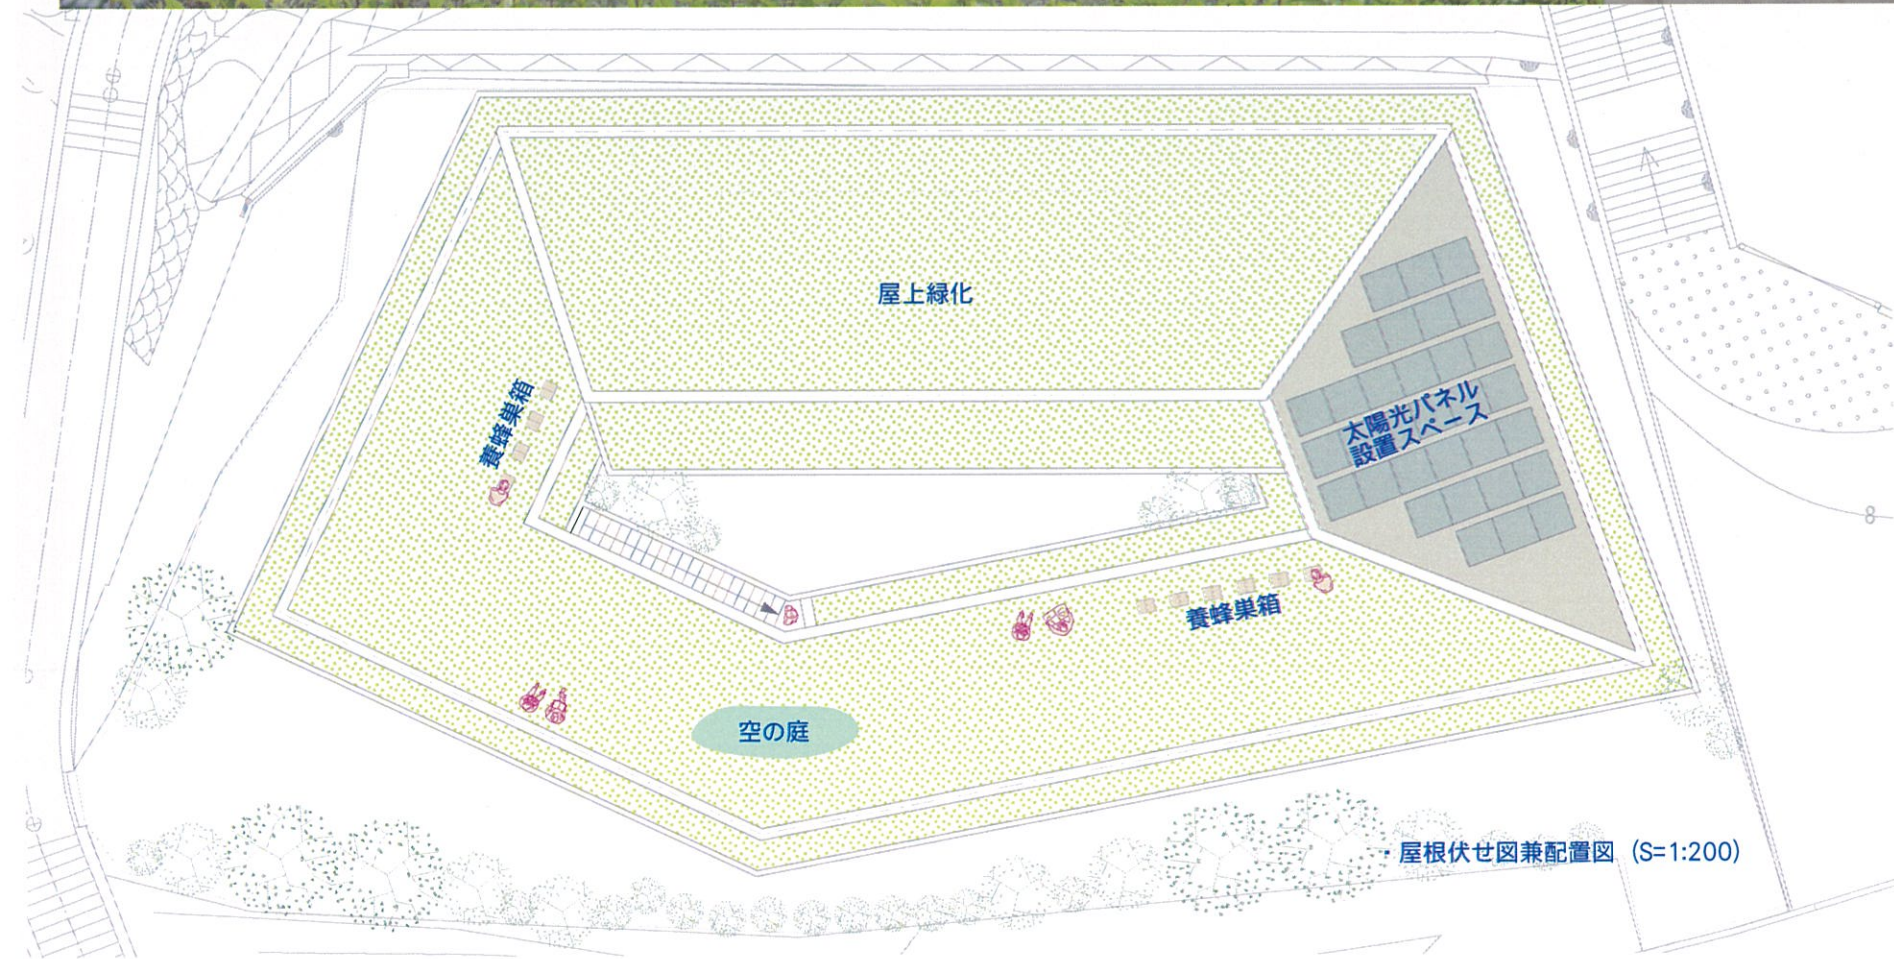 屋上緑化
養蜂巣箱
太陽光パネル
設置スペース
養蜂巣箱
空の庭
・屋根伏せ図兼配置図（S=1:200）
8